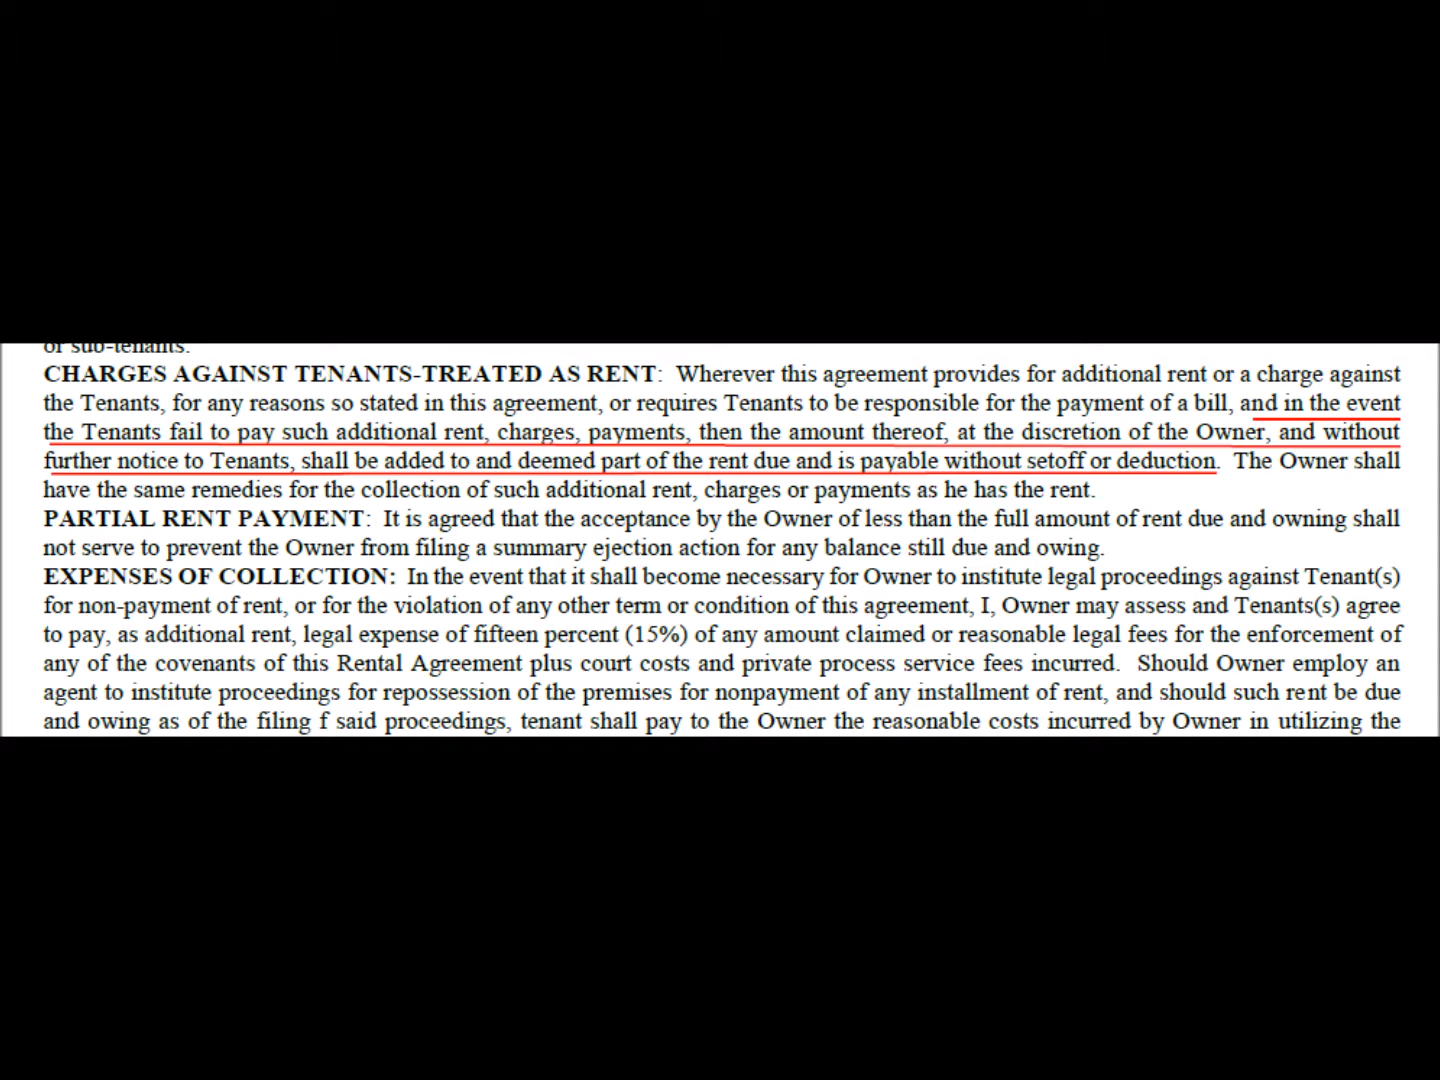 or sub-tenants.
CHARGES AGAINST TENANTS-TREATED AS RENT: Wherever this agreement provides for additional rent or a charge against
the Tenants, for any reasons so stated in this agreement, or requires Tenants to be responsible for the payment of a bill, and in the event
the Tenants fail to pay such additional rent, charges, payments, then the amount thereof, at the discretion of the Owner, and without
further notice to Tenants, shall be added to and deemed part of the rent due and is payable without setoff or deduction. The Owner shall
have the same remedies for the collection of such additional rent, charges or payments as he has the rent.
PARTIAL RENT PAYMENT: It is agreed that the acceptance by the Owner of less than the full amount of rent due and owning shall
not serve to prevent the Owner from filing a summary ejection action for any balance still due and owing.
EXPENSES OF COLLECTION: In the event that it shall become necessary for Owner to institute legal proceedings against Tenant(s)
for non-payment of rent, or for the violation of any other term or condition of this agreement, I, Owner may assess and Tenants(s) agree
to pay, as additional rent, legal expense of fifteen percent (15%) of any amount claimed or reasonable legal fees for the enforcement of
any of the covenants of this Rental Agreement plus court costs and private process service fees incurred. Should Owner employ an
agent to institute proceedings for repossession of the premises for nonpayment of any installment of rent, and should such rent be due
and owing as of the filing f said proceedings, tenant shall pay to the Owner the reasonable costs incurred by Owner in utilizing the